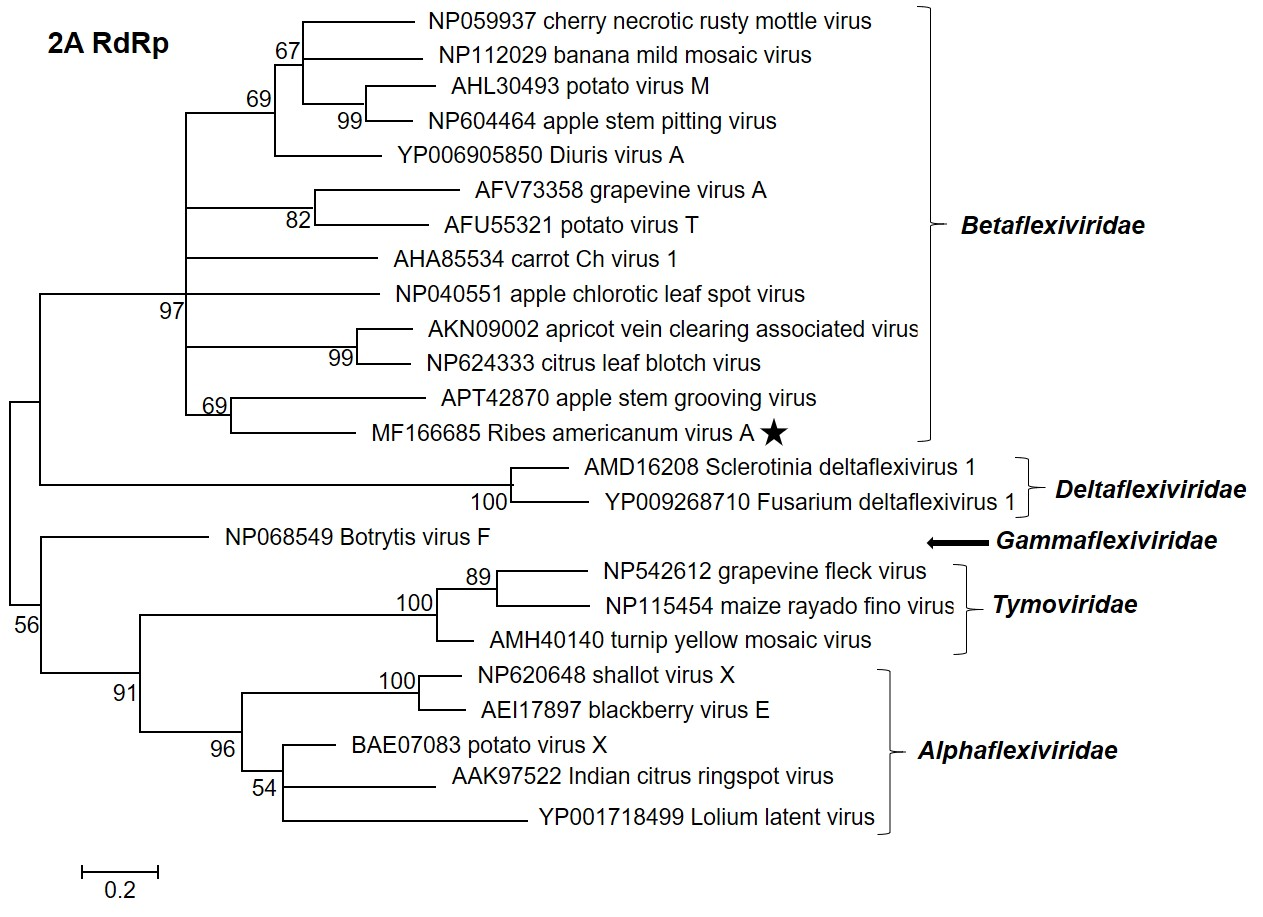 2A RdRp
NP059937 cherry necrotic rusty mottle virus
67
NP112029 banana mild mosaic virus
AHL30493 potato virus M
69
99
NP604464 apple stem pitting virus
YP006905850 Diuris virus A
AFV73358 grapevine virus A
82
AFU55321 potato virus T
Betaflexiviridae
AHA85534 carrot Ch virus 1
NP040551 apple chlorotic leaf spot virus
97
AKN09002 apricot vein clearing associated virus
99
NP624333 citrus leaf blotch virus
APT42870 apple stem grooving virus
69
MF166685 Ribes americanum virus A
AMD16208 Sclerotinia deltaflexivirus 1
Deltaflexiviridae
100
YP009268710 Fusarium deltaflexivirus 1
NP068549 Botrytis virus F
Gammaflexiviridae
NP542612 grapevine fleck virus
89
100
NP115454 maize rayado fino virus
Tymoviridae
56
AMH40140 turnip yellow mosaic virus
NP620648 shallot virus X
100
91
AEI17897 blackberry virus E
96
BAE07083 potato virus X
Alphaflexiviridae
AAK97522 Indian citrus ringspot virus
54
YP001718499 Lolium latent virus
0.2